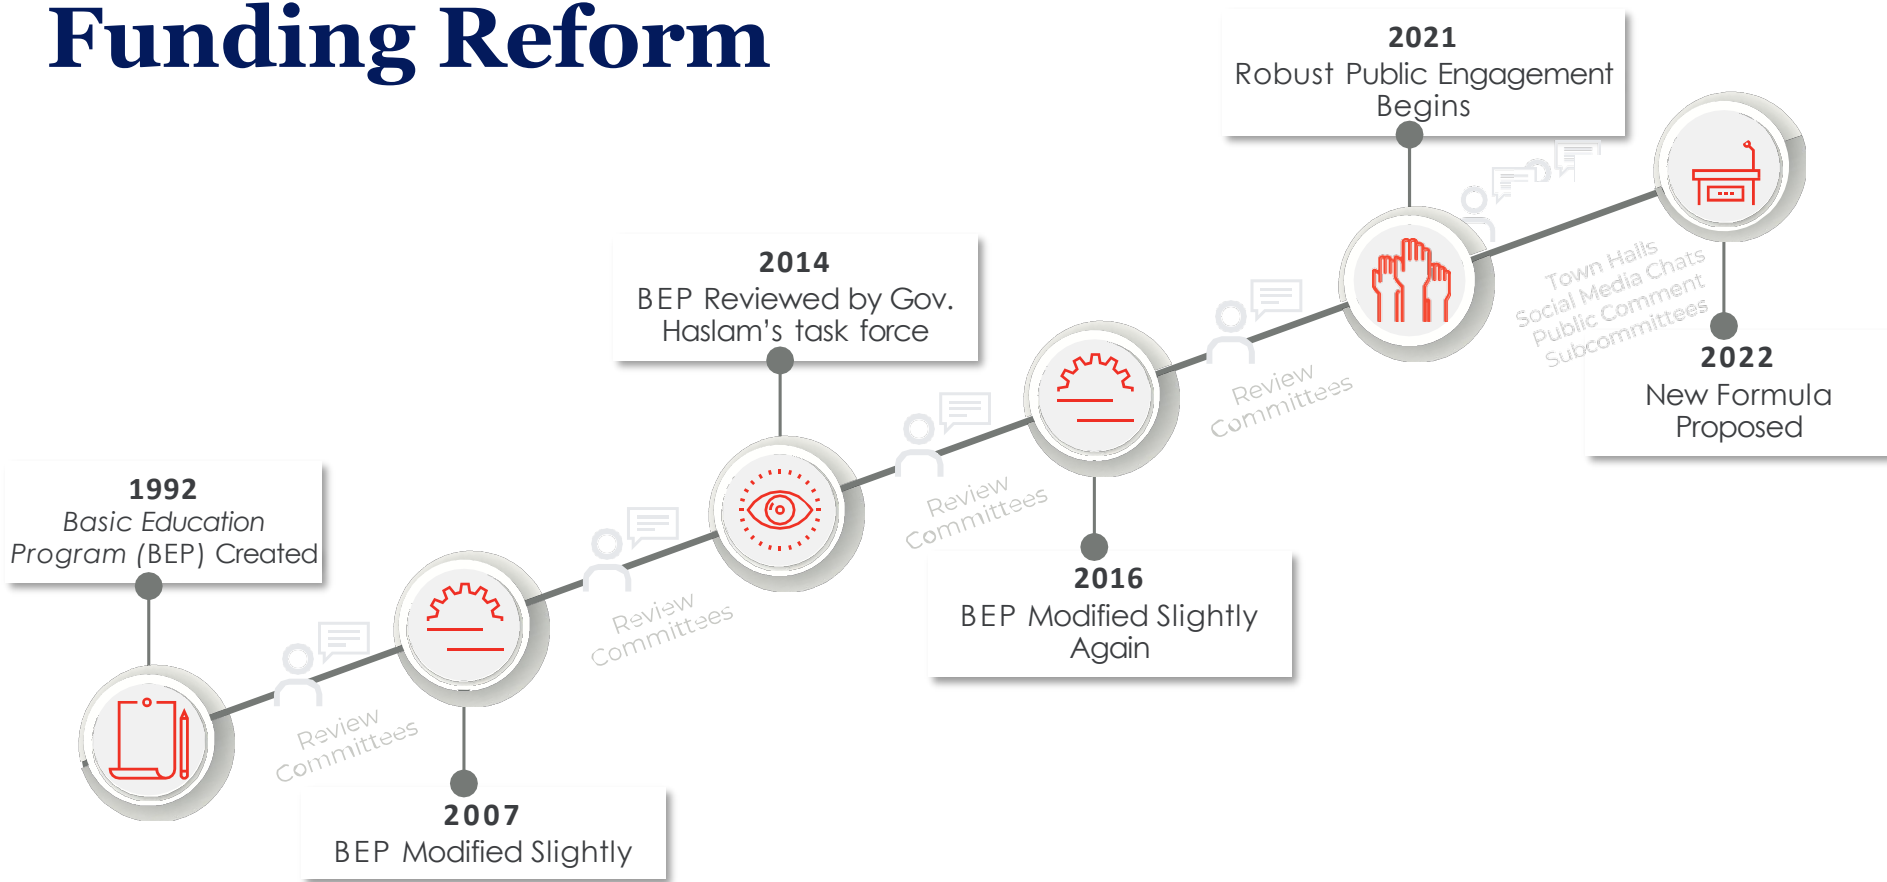 Funding Reform
1992
Basic Education
Program (BEP) Created
Review
Committees
2007
BEP Modified Slightly
Review
Committees
2014
BEP Reviewed by Gov.
Haslam's task force
Review
Committees
2016
BEP Modified Slightly
Again
Review
Committees
2021
Robust Public Engagement
Begins
Town Halls
Social Media Chats
Public Comment
Subcommittees
2022
New Formula
Proposed